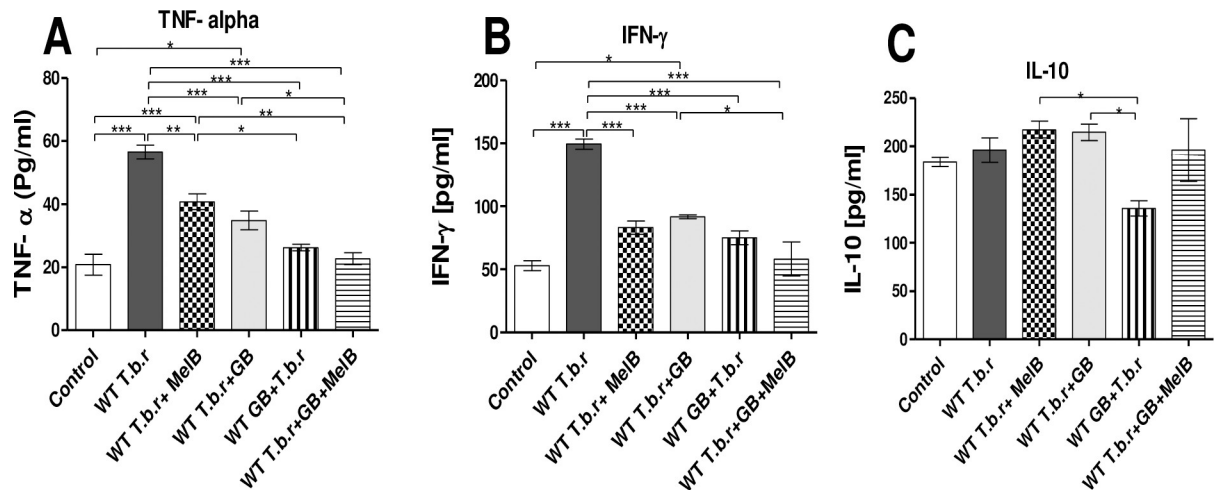 A
TNF- alpha
TNF- α (Pg/ml)
80
60
40
20
0
*
***
***
***
*
***
**
***
**
*
Control
WT T.b.r
WT T.b.r+ MelB
WT T.b.r+GB
WT GB+T.b.r
WT T.b.r+GB+MelB
B
IFN-γ
IFN-γ [pg/ml]
200
150
100
50
0
*
***
***
***
*
***
***
Control
WT T.b.r
WT T.b.r+ MelB
WT T.b.r+GB
WT GB+T.b.r
WT T.b.r+GB+MelB
C
IL-10
IL-10 [pg/ml]
250
200
150
100
50
0
*
*
Control
WT T.b.r
WT T.b.r+ MelB
WT T.b.r+GB
WT GB+T.b.r
WT T.b.r+GB+MelB